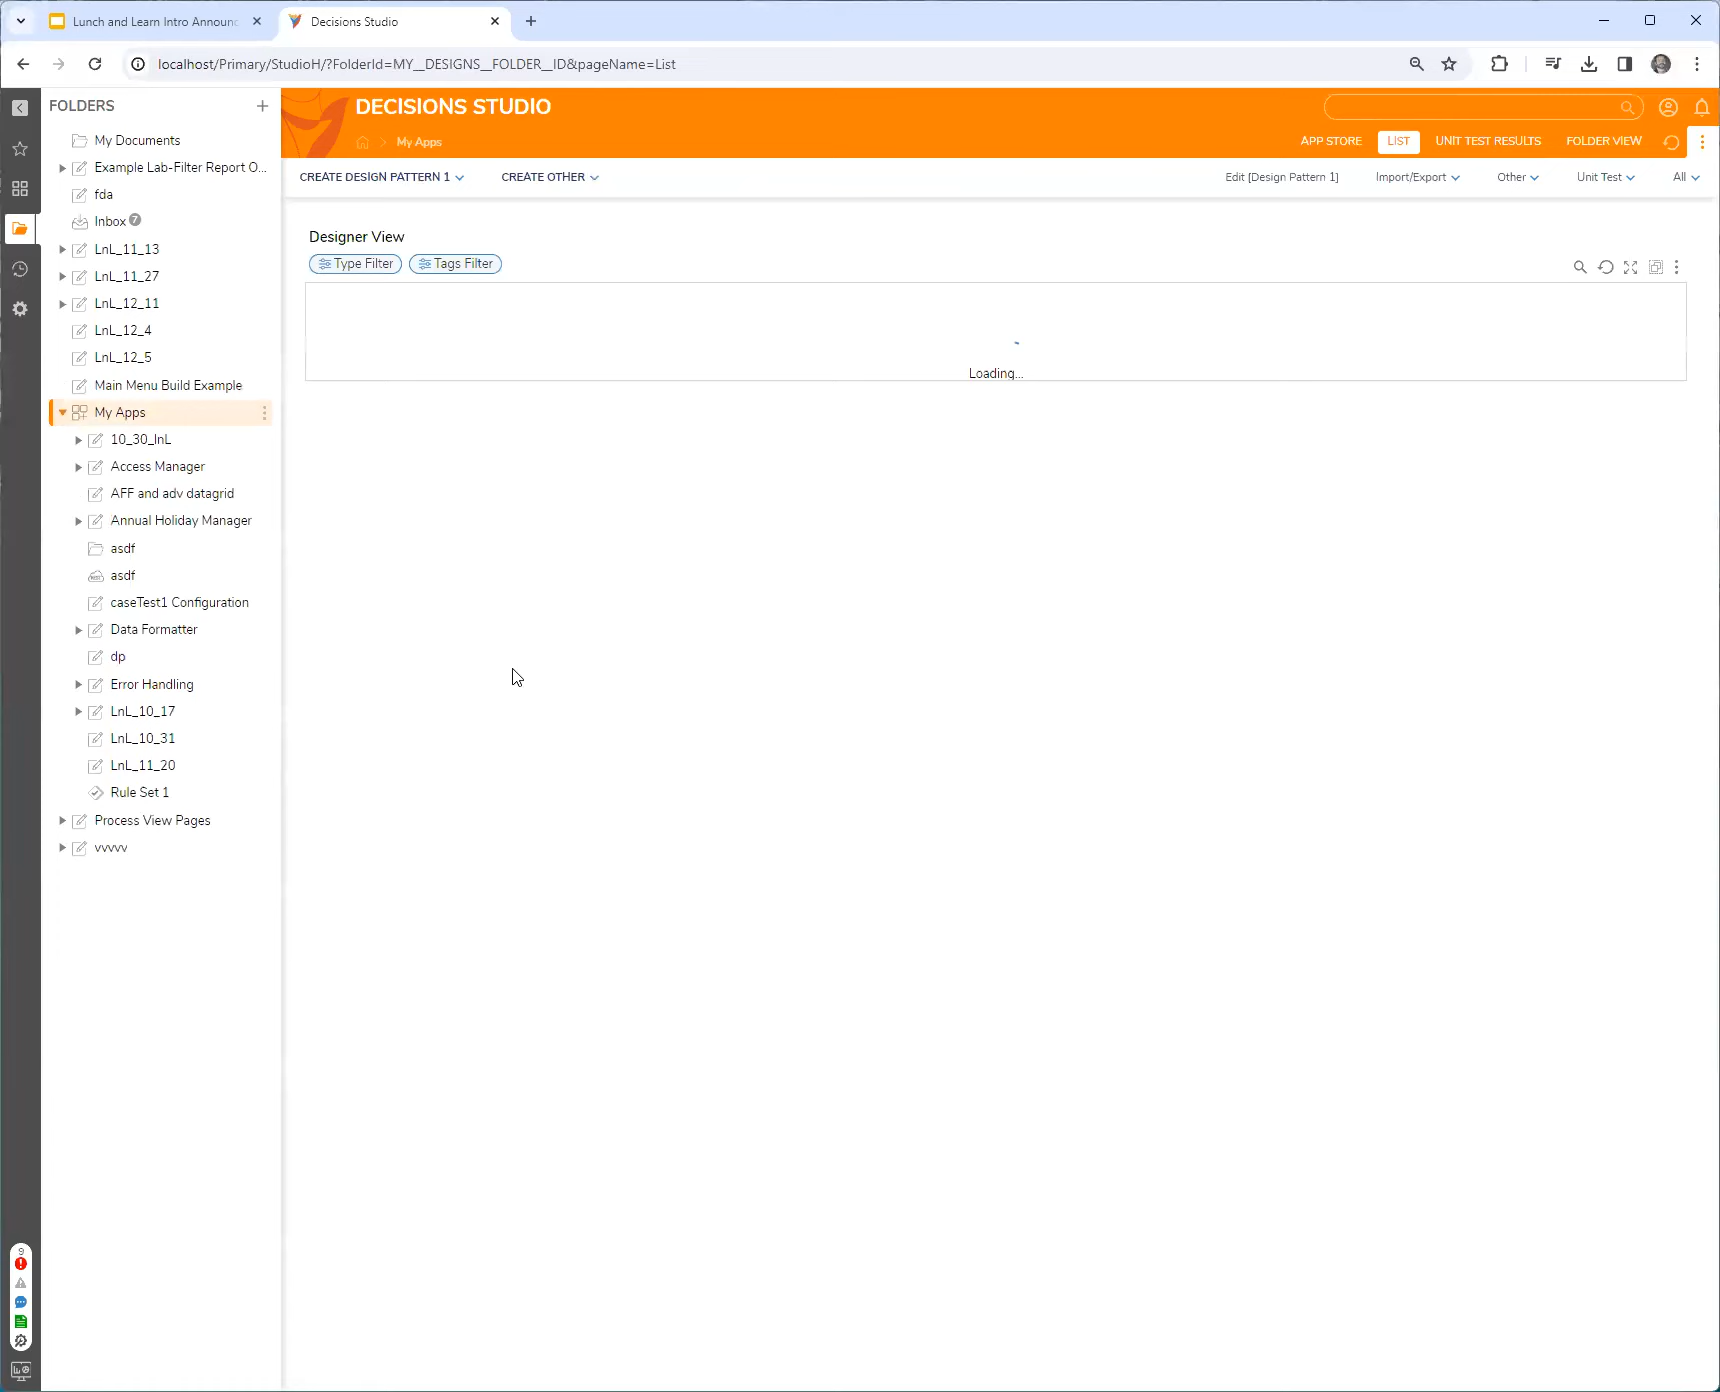 Lunch and Learn Intro Announc
Decisions Studio
localhost/Primary/StudioH/?FolderId=MY__DESIGNS__FOLDER__ID&pageName=List
FOLDERS
My Documents
Example Lab-Filter Report O...
fda
Inbox 7
LnL_11_13
LnL_11_27
LnL_12_11
LnL_12_4
LnL_12_5
Main Menu Build Example
My Apps
10_30_lnL
Access Manager
AFF and adv datagrid
Annual Holiday Manager
asdf
asdf
caseTest1 Configuration
Data Formatter
dp
Error Handling
LnL_10_17
LnL_10_31
LnL_11_20
Rule Set 1
Process View Pages
vvvvv
9
DECISIONS STUDIO
My Apps
APP STORE LIST UNIT TEST RESULTS FOLDER VIEW
CREATE DESIGN PATTERN 1 CREATE OTHER Edit [Design Pattern 1] Import/Export Other Unit Test All
Designer View
Type Filter Tags Filter
Loading...